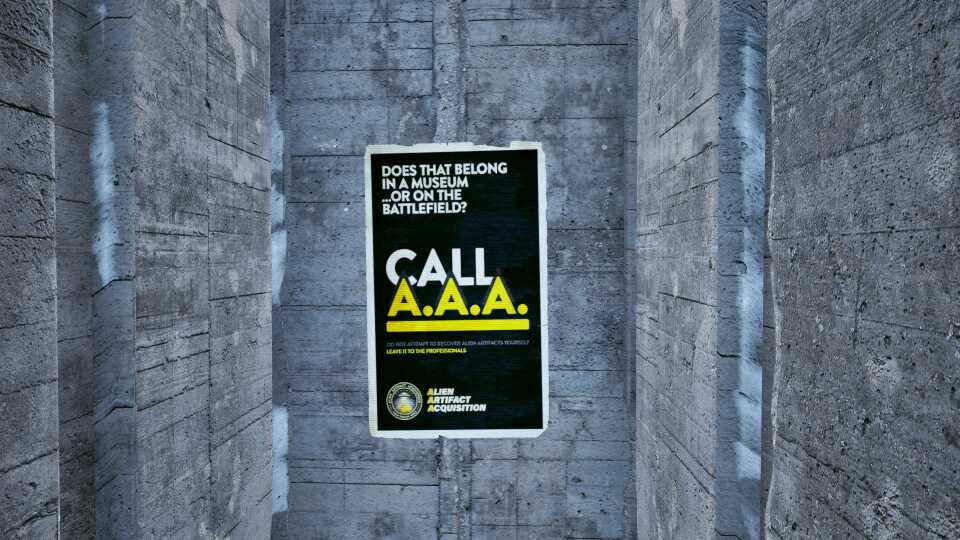 DOES THAT BELONG
IN A MUSEUM
...OR ON THE
BATTLEFIELD?
CALL
A.A.A.
DO NOT ATTEMPT TO RECOVER ALIEN ARTIFACTS YOURSELF
LEAVE IT TO THE PROFESSIONALS
ALIEN
ARTIFACT
ACQUISITION